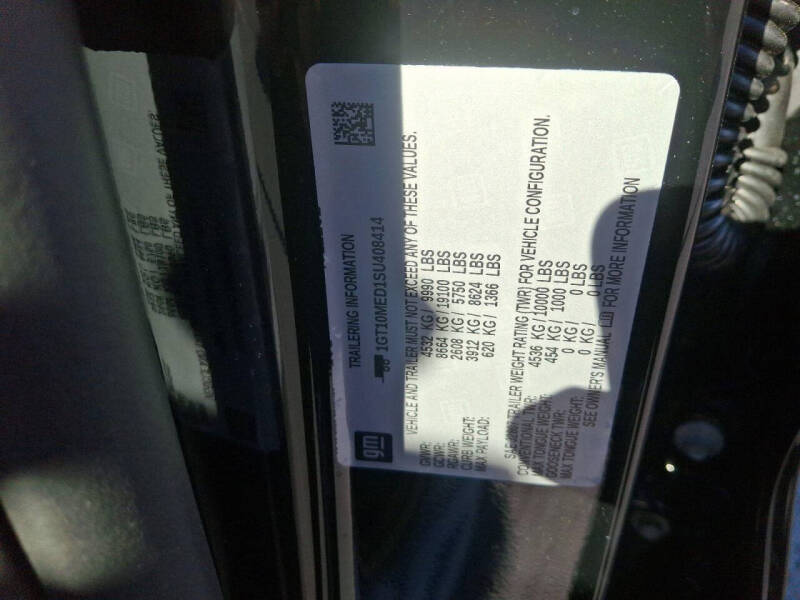 gm
TRAILERING INFORMATION
1GT10MED1SU408414
VEHICLE AND TRAILER MUST NOT EXCEED ANY OF THESE VALUES.
GVWR: 4532 KG / 9990 LBS
GCWR: 8664 KG / 19100 LBS
RGAWR: 2608 KG / 5750 LBS
CURB WEIGHT: 3912 KG / 8624 LBS
MAX PAYLOAD: 620 KG / 1366 LBS
SAE TRAILER WEIGHT RATING (TWR) FOR VEHICLE CONFIGURATION.
CONVENTIONAL TWR: 4536 KG / 10000 LBS
MAX TONGUE WEIGHT: 454 KG / 1000 LBS
GOOSENECK TWR: 0 KG / 0 LBS
MAX TONGUE WEIGHT: 0 KG / 0 LBS
SEE OWNER'S MANUAL FOR MORE INFORMATION